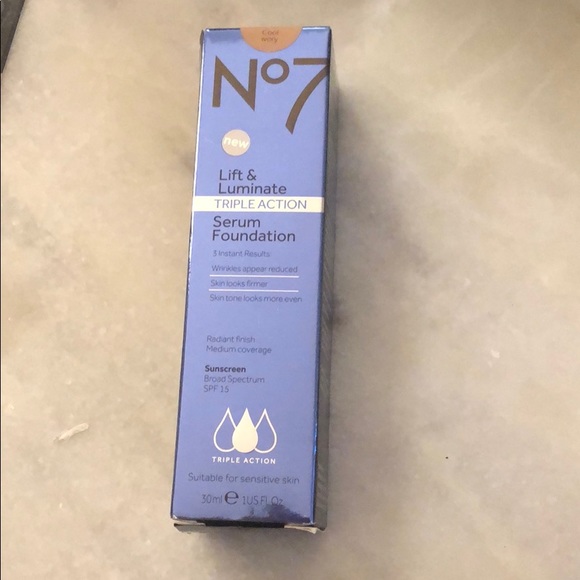 Cool
Ivory
No7
new
Lift &
Luminate
TRIPLE ACTION
Serum
Foundation
3 Instant Results:
Wrinkles appear reduced
Skin looks firmer
Skin tone looks more even
Radiant finish
Medium coverage
Sunscreen
Broad Spectrum
SPF 15
TRIPLE ACTION
Suitable for sensitive skin
30ml ℮ 1US Fl. Oz